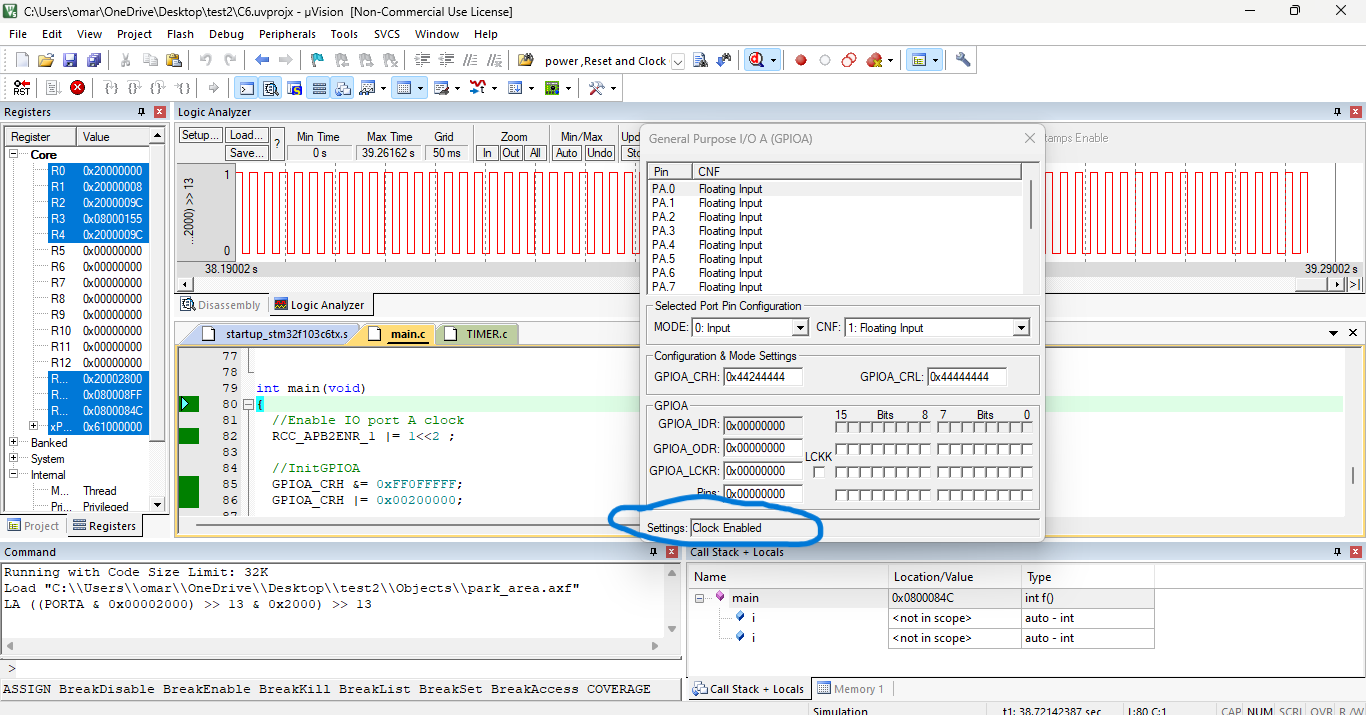 C:\Users\omar\OneDrive\Desktop\test2\C6.uvprojx - µVision [Non-Commercial Use License]
File Edit View Project Flash Debug Peripherals Tools SVCS Window Help
power ,Reset and Clock
RST
Registers
Register Value
Core
R0 0x20000000
R1 0x20000008
R2 0x2000009C
R3 0x08000155
R4 0x2000009C
R5 0x00000000
R6 0x00000000
R7 0x00000000
R8 0x00000000
R9 0x00000000
R10 0x00000000
R11 0x00000000
R12 0x00000000
R... 0x20002800
R... 0x080008FF
R... 0x0800084C
xP... 0x61000000
Banked
System
Internal
M... Thread
Pri... Privileged
Project Registers
Logic Analyzer
Setup... Load... ? Min Time Max Time Grid Zoom Min/Max Upd
Save... 0 s 39.26162 s 50 ms In Out All Auto Undo Sto
amps Enable
1
...2000) >> 13
0
38.19002 s 39.29002 s
Disassembly Logic Analyzer
startup_stm32f103c6tx.s main.c TIMER.c
77
78
79 int main(void)
80 {
81 //Enable IO port A clock
82 RCC_APB2ENR_1 |= 1<<2 ;
83
84 //InitGPIOA
85 GPIOA_CRH &= 0xFF0FFFFF;
86 GPIOA_CRH |= 0x00200000;
87
General Purpose I/O A (GPIOA)
Pin CNF
PA.0 Floating Input
PA.1 Floating Input
PA.2 Floating Input
PA.3 Floating Input
PA.4 Floating Input
PA.5 Floating Input
PA.6 Floating Input
PA.7 Floating Input
Selected Port Pin Configuration
MODE: 0: Input CNF: 1: Floating Input
Configuration & Mode Settings
GPIOA_CRH: 0x44244444 GPIOA_CRL: 0x44444444
GPIOA
15 Bits 8 7 Bits 0
GPIOA_IDR: 0x00000000
GPIOA_ODR: 0x00000000
LCKK
GPIOA_LCKR: 0x00000000
Pins: 0x00000000
Settings: Clock Enabled
Command
Running with Code Size Limit: 32K
Load "C:\\Users\\omar\\OneDrive\\Desktop\\test2\\Objects\\park_area.axf"
LA ((PORTA & 0x00002000) >> 13 & 0x2000) >> 13
>
ASSIGN BreakDisable BreakEnable BreakKill BreakList BreakSet BreakAccess COVERAGE
Call Stack + Locals
Name Location/Value Type
main 0x0800084C int f()
i <not in scope> auto - int
i <not in scope> auto - int
Call Stack + Locals Memory 1
Simulation t1: 38.72142387 sec L:80 C:1 CAP NUM SCRL OVR R/W